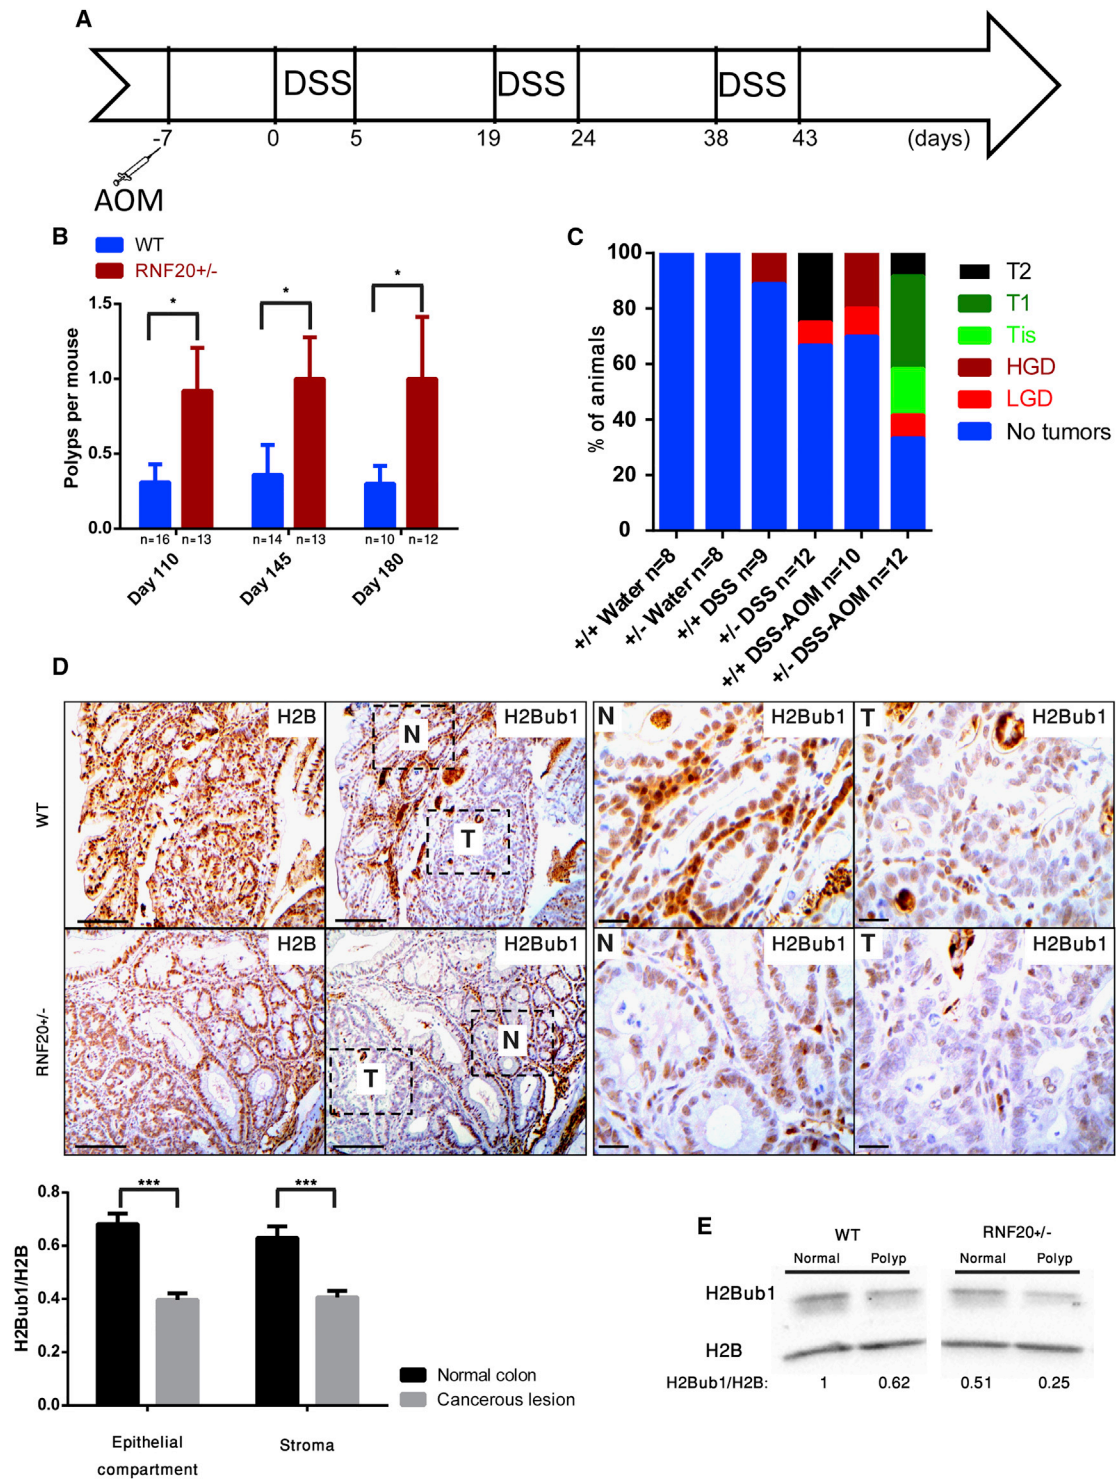 A
DSS DSS DSS
-7 0 5 19 24 38 43 (days)
AOM
B
WT
RNF20+/-
Polyps per mouse
1.5
1.0
0.5
0.0
* * *
n=16 n=13 n=14 n=13 n=10 n=12
Day 110 Day 145 Day 180
C
% of animals
100
80
60
40
20
0
+/+ Water n=8
+/- Water n=8
+/+ DSS n=9
+/- DSS n=12
+/+ DSS-AOM n=10
+/- DSS-AOM n=12
T2
T1
Tis
HGD
LGD
No tumors
D
WT
H2B
H2Bub1
N
T
N H2Bub1
T H2Bub1
RNF20+/-
H2B
H2Bub1
N
T
N H2Bub1
T H2Bub1
H2Bub1/H2B
0.8
0.6
0.4
0.2
0.0
*** ***
Epithelial
compartment
Stroma
Normal colon
Cancerous lesion
E
WT RNF20+/-
Normal Polyp Normal Polyp
H2Bub1
H2B
H2Bub1/H2B: 1 0.62 0.51 0.25